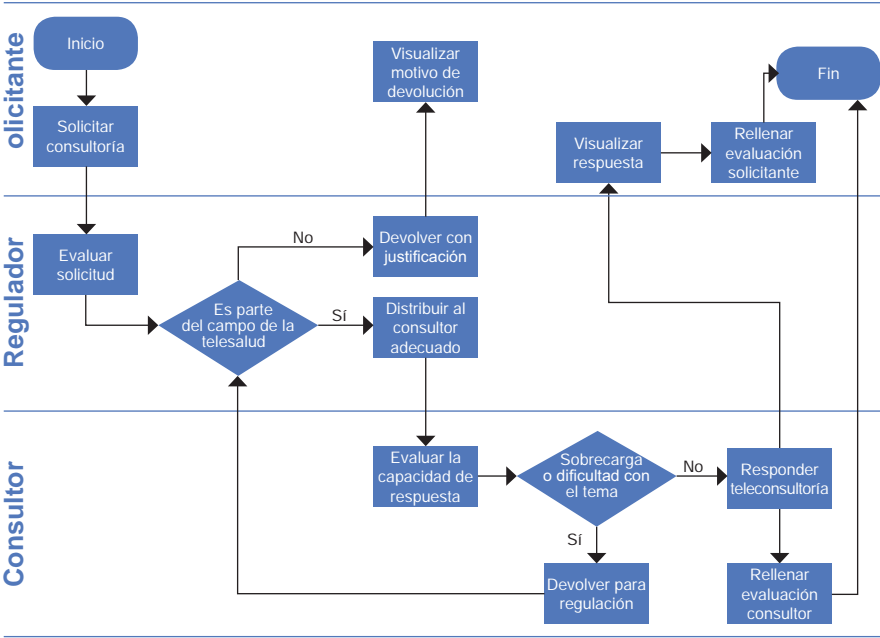 olicitante
Inicio
Solicitar
consultoría
Visualizar
motivo de
devolución
Visualizar
respuesta
Rellenar
evaluación
solicitante
Fin
Regulador
Evaluar
solicitud
Es parte
del campo de la
telesalud
No
Devolver con
justificación
Sí
Distribuir al
consultor
adecuado
Consultor
Evaluar la
capacidad de
respuesta
Sobrecarga
o dificultad con
el tema
No
Responder
teleconsultoría
Sí
Devolver para
regulación
Rellenar
evaluación
consultor